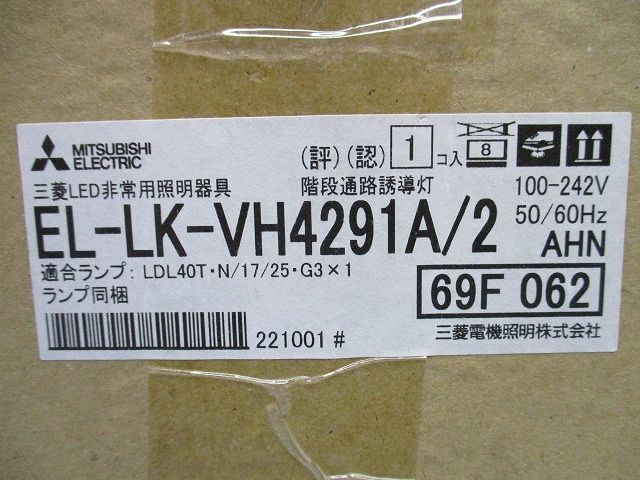 MITSUBISHI
ELECTRIC
(評)(認) 1 コ入 8
三菱LED非常用照明器具 階段通路誘導灯 100-242V
EL-LK-VH4291A/2 50/60Hz
AHN
適合ランプ: LDL40T・N/17/25・G3×1
ランプ同梱 69F 062
221001 # 三菱電機照明株式会社